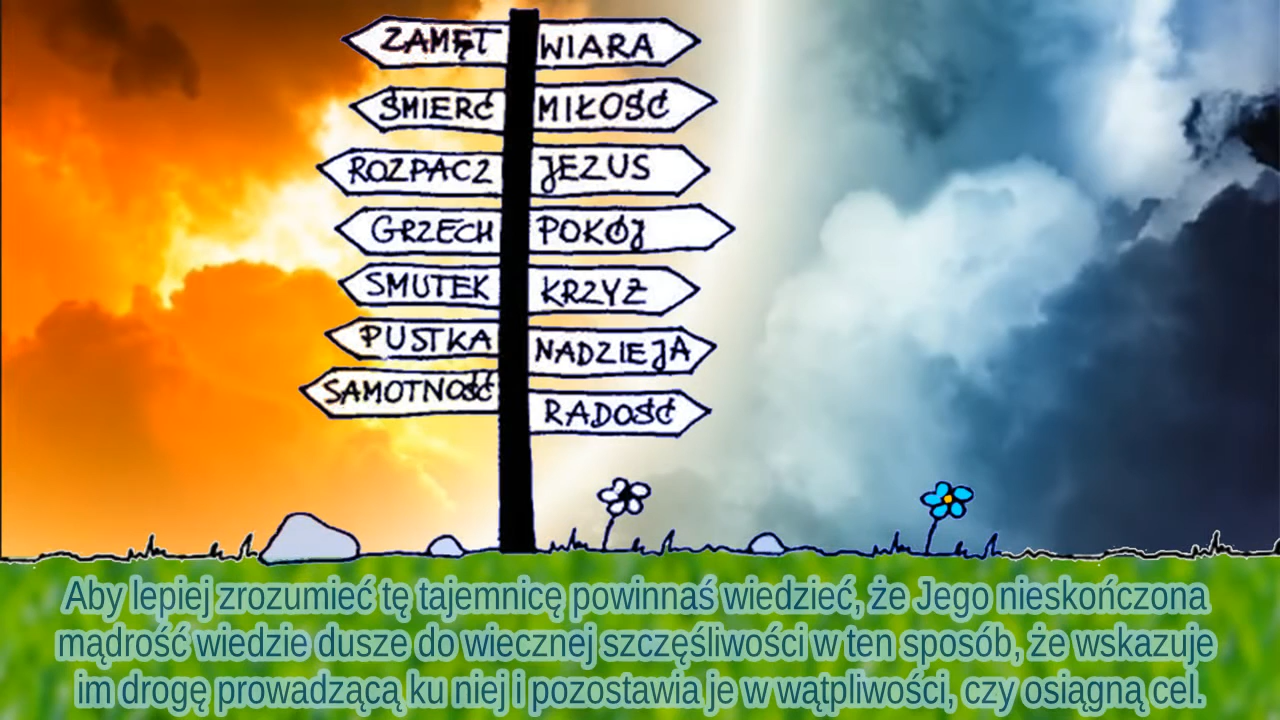 ZAMĘT WIARA
ŚMIERĆ MIŁOŚĆ
ROZPACZ JEZUS
GRZECH POKÓJ
SMUTEK KRZYŻ
PUSTKA NADZIEJA
SAMOTNOŚĆ RADOŚĆ
Aby lepiej zrozumieć tę tajemnicę powinnaś wiedzieć, że Jego nieskończona
mądrość wiedzie dusze do wiecznej szczęśliwości w ten sposób, że wskazuje
im drogę prowadzącą ku niej i pozostawia je w wątpliwości, czy osiągną cel.